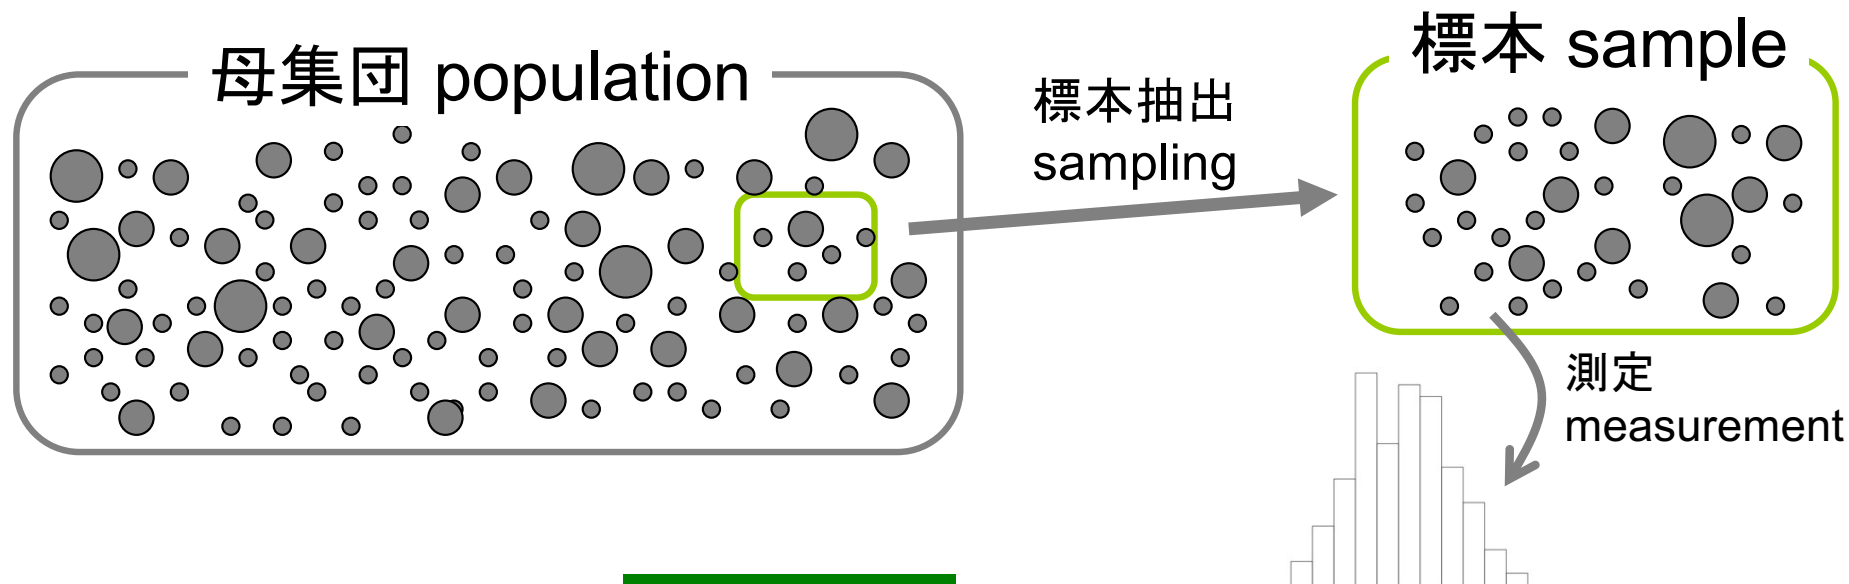 母集団 population
標本抽出
sampling
標本 sample
測定
measurement